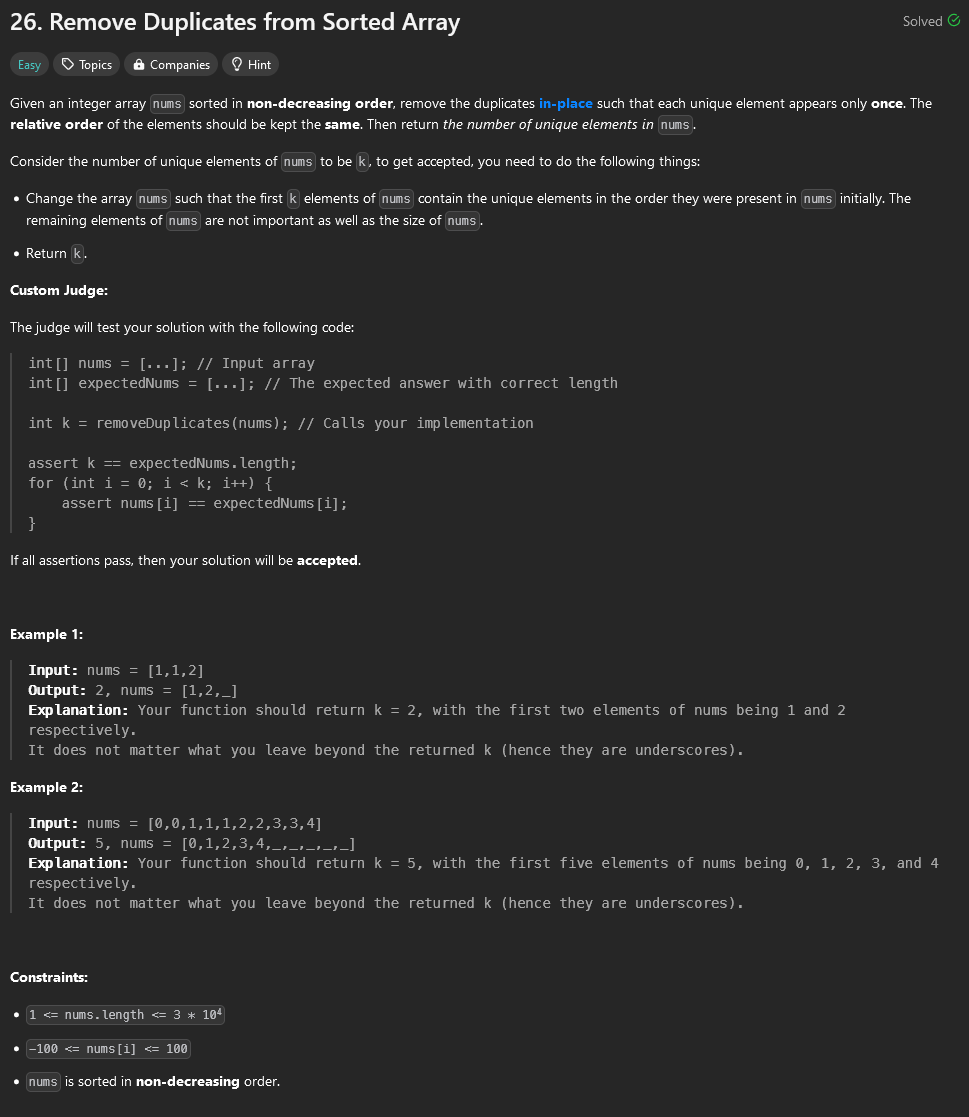 26. Remove Duplicates from Sorted Array
Solved
Easy Topics Companies Hint
Given an integer array nums sorted in non-decreasing order, remove the duplicates in-place such that each unique element appears only once. The
relative order of the elements should be kept the same. Then return the number of unique elements in nums.
Consider the number of unique elements of nums to be k, to get accepted, you need to do the following things:
• Change the array nums such that the first k elements of nums contain the unique elements in the order they were present in nums initially. The
remaining elements of nums are not important as well as the size of nums.
• Return k.
Custom Judge:
The judge will test your solution with the following code:
int[] nums = [...]; // Input array
int[] expectedNums = [...]; // The expected answer with correct length
int k = removeDuplicates(nums); // Calls your implementation
assert k == expectedNums.length;
for (int i = 0; i < k; i++) {
    assert nums[i] == expectedNums[i];
}
If all assertions pass, then your solution will be accepted.
Example 1:
Input: nums = [1,1,2]
Output: 2, nums = [1,2,_]
Explanation: Your function should return k = 2, with the first two elements of nums being 1 and 2
respectively.
It does not matter what you leave beyond the returned k (hence they are underscores).
Example 2:
Input: nums = [0,0,1,1,1,2,2,3,3,4]
Output: 5, nums = [0,1,2,3,4,_,_,_,_,_]
Explanation: Your function should return k = 5, with the first five elements of nums being 0, 1, 2, 3, and 4
respectively.
It does not matter what you leave beyond the returned k (hence they are underscores).
Constraints:
• 1 <= nums.length <= 3 * 10⁴
• -100 <= nums[i] <= 100
• nums is sorted in non-decreasing order.